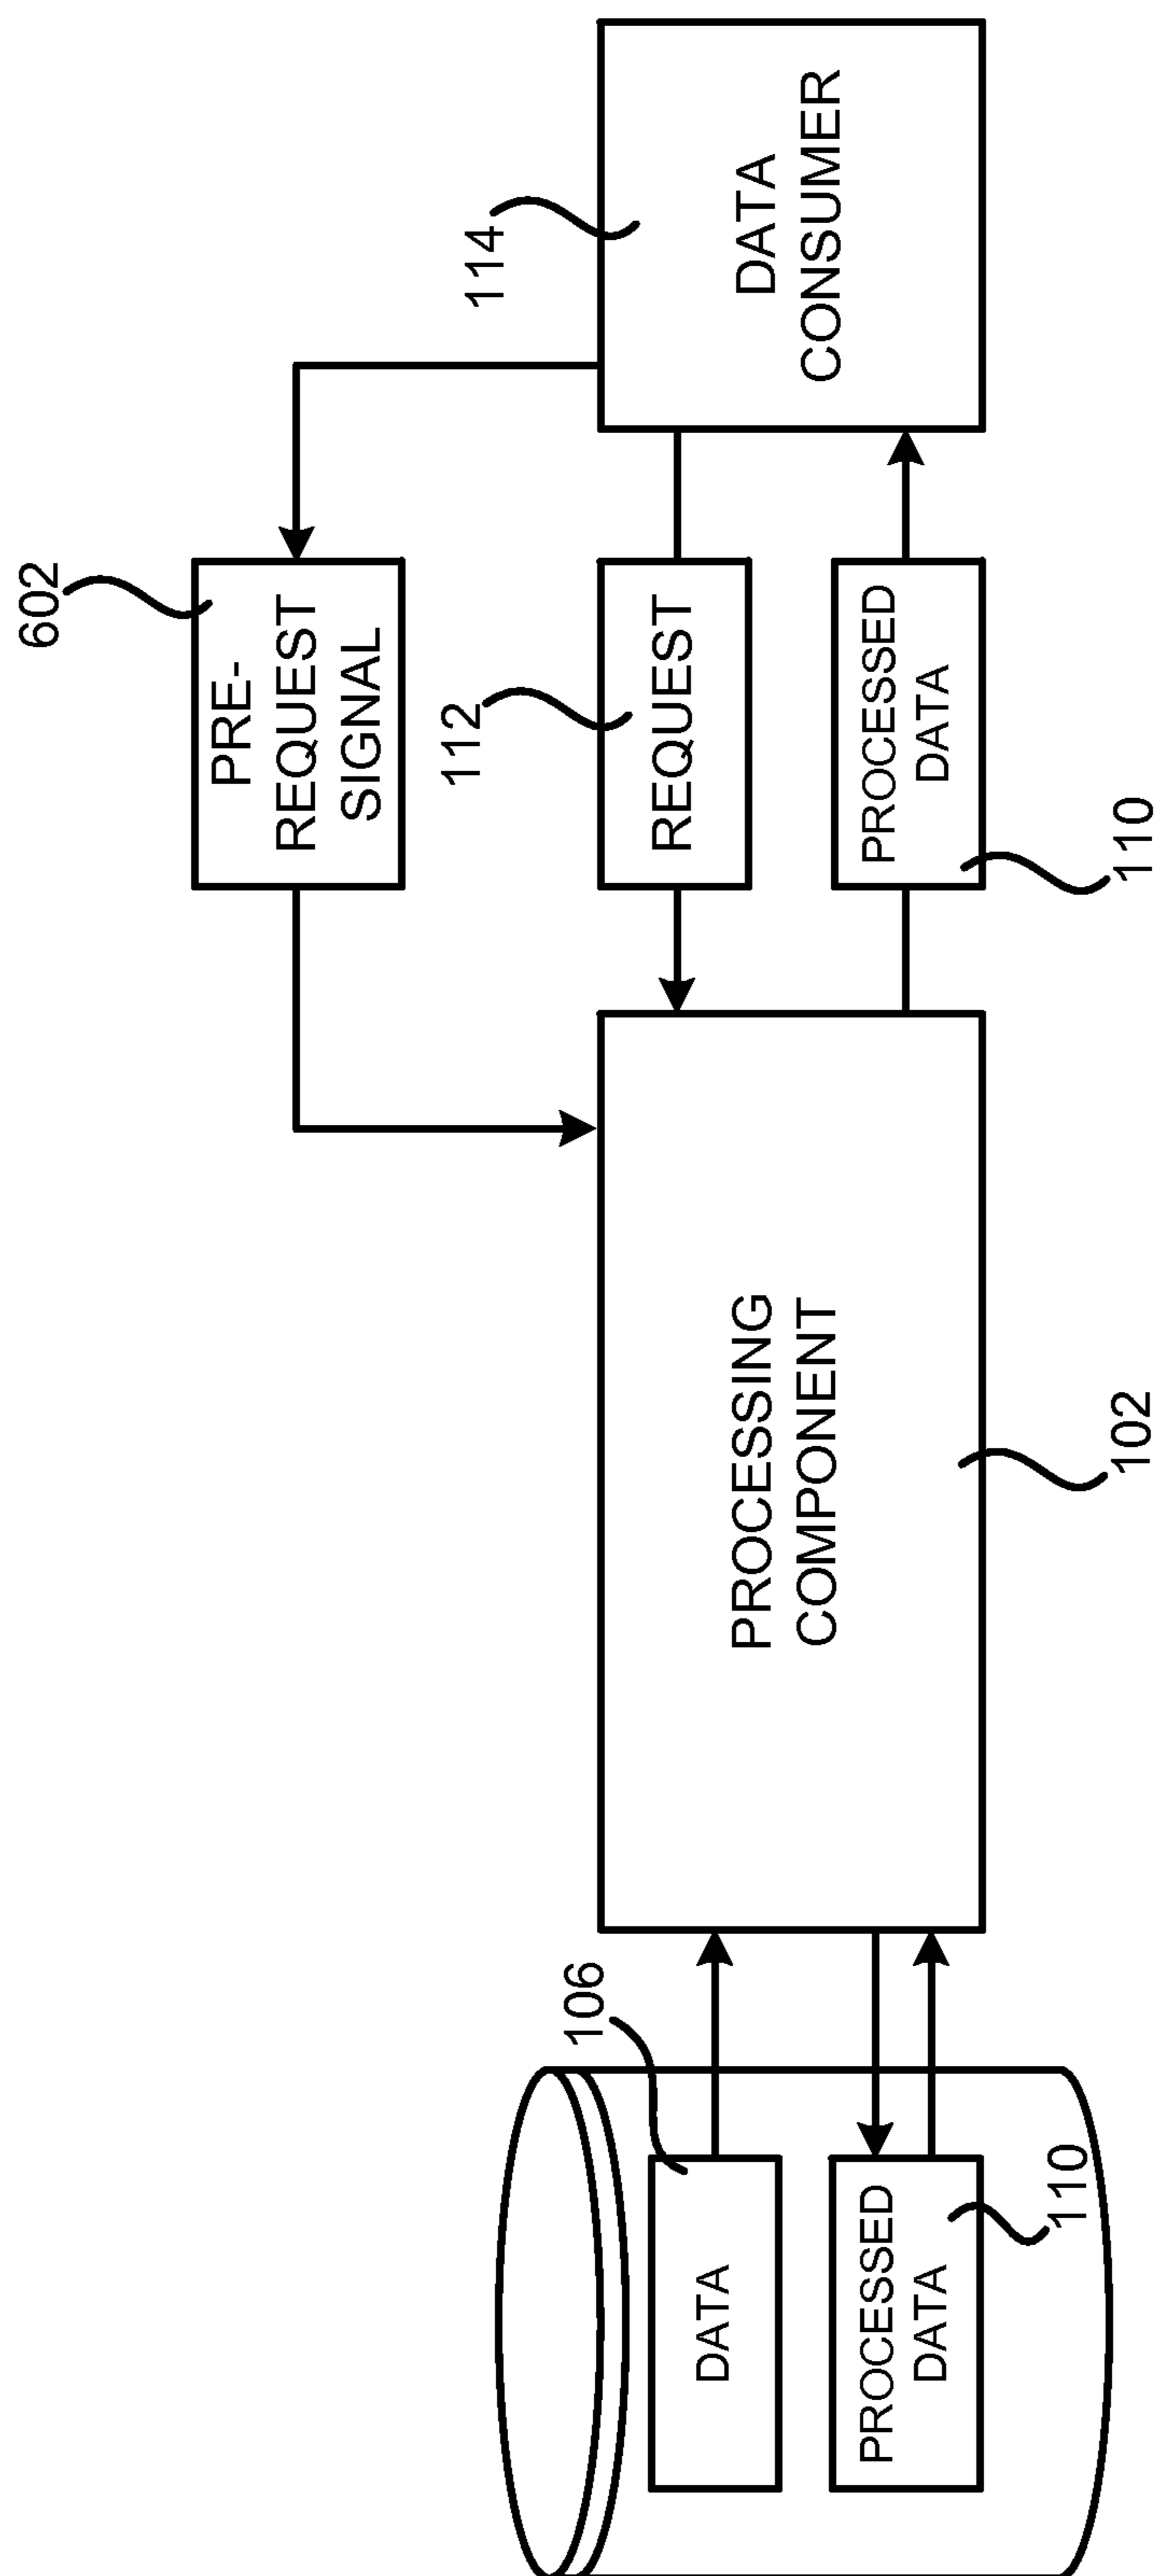 602
PRE-
REQUEST
SIGNAL
114
DATA
CONSUMER
112
REQUEST
PROCESSED
DATA
110
PROCESSING
COMPONENT
102
106
DATA
PROCESSED
DATA
110